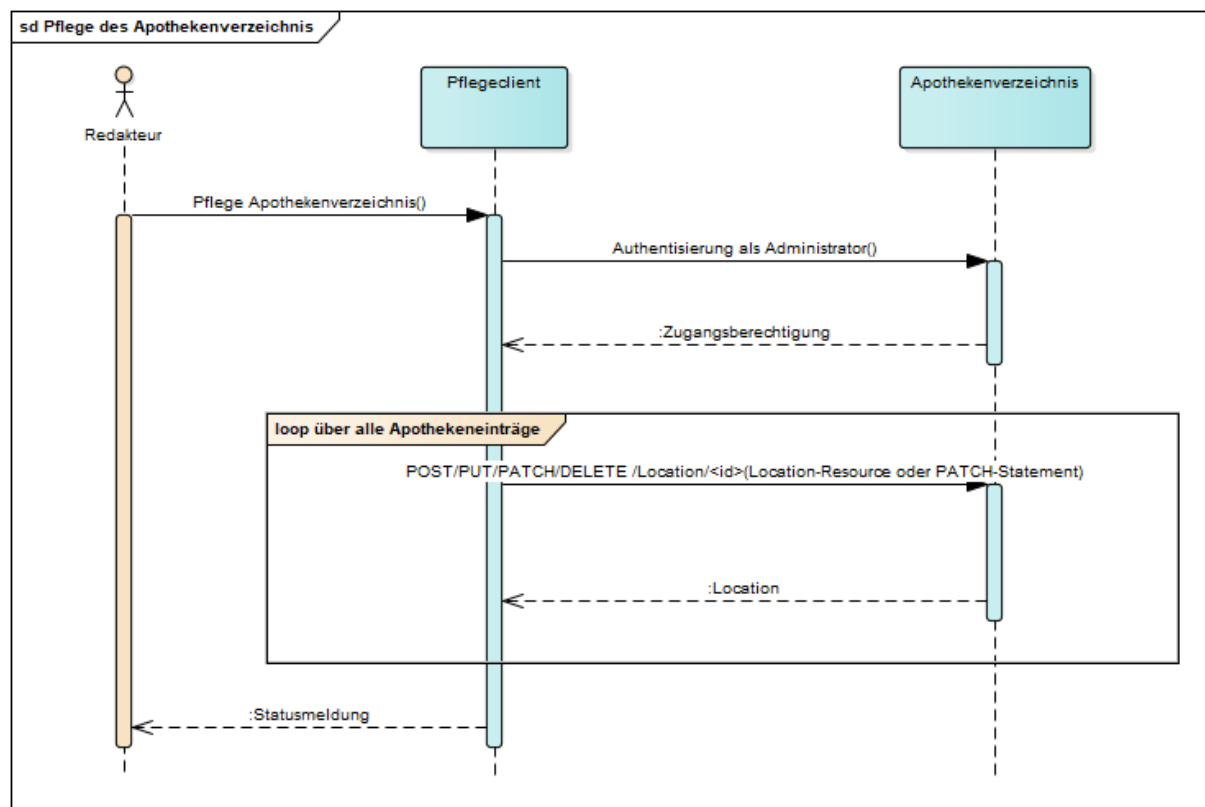 sd Pflege des Apothekenverzeichnis
Redakteur
Pflegeclient
Apothekenverzeichnis
Pflege Apothekenverzeichnis()
Authentisierung als Administrator()
:Zugangsberechtigung
loop über alle Apothekeneinträge
POST/PUT/PATCH/DELETE /Location/<id>(Location-Resource oder PATCH-Statement)
:Location
:Statusmeldung